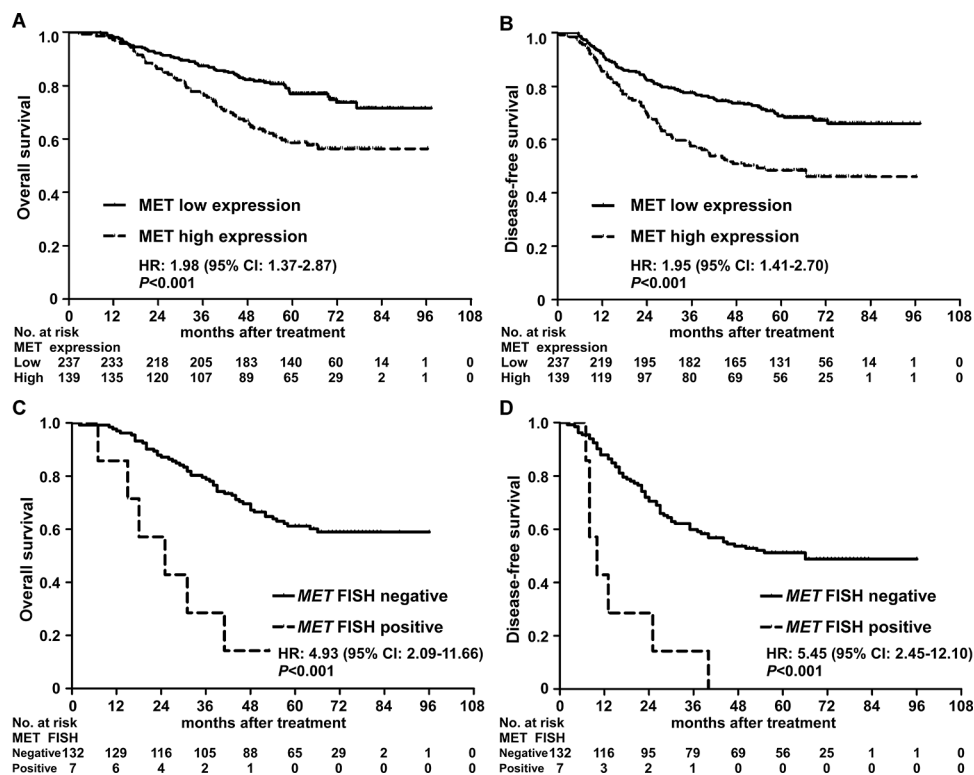 A
1.0
0.8
0.6
0.4
0.2
0
Overall survival
MET low expression
MET high expression
HR: 1.98 (95% CI: 1.37-2.87)
P<0.001
0 12 24 36 48 60 72 84 96 108
No. at risk months after treatment
MET expression
Low 237 233 218 205 183 140 60 14 1 0
High 139 135 120 107 89 65 29 2 1 0
B
1.0
0.8
0.6
0.4
0.2
0
Disease-free survival
MET low expression
MET high expression
HR: 1.95 (95% CI: 1.41-2.70)
P<0.001
0 12 24 36 48 60 72 84 96 108
No. at risk months after treatment
MET expression
Low 237 219 195 182 165 131 56 14 1 0
High 139 119 97 80 69 56 25 1 1 0
C
1.0
0.8
0.6
0.4
0.2
0
Overall survival
MET FISH negative
MET FISH positive
HR: 4.93 (95% CI: 2.09-11.66)
P<0.001
0 12 24 36 48 60 72 84 96 108
No. at risk months after treatment
MET FISH
Negative 132 129 116 105 88 65 29 2 1 0
Positive 7 6 4 2 1 0 0 0 0 0
D
1.0
0.8
0.6
0.4
0.2
0
Disease-free survival
MET FISH negative
MET FISH positive
HR: 5.45 (95% CI: 2.45-12.10)
P<0.001
0 12 24 36 48 60 72 84 96 108
No. at risk months after treatment
MET FISH
Negative 132 116 95 79 69 56 25 1 1 0
Positive 7 3 2 1 0 0 0 0 0 0